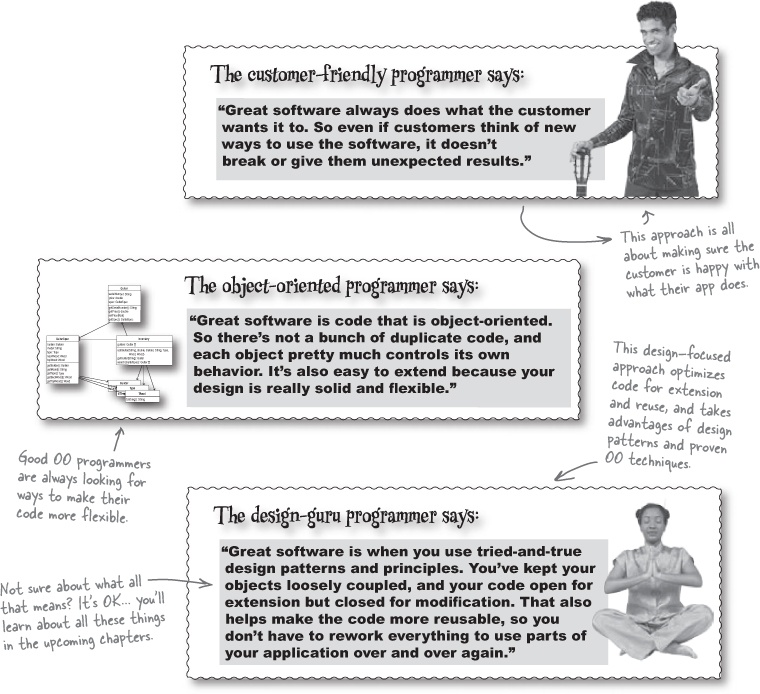 The customer-friendly programmer says:
“Great software always does what the customer
wants it to. So even if customers think of new
ways to use the software, it doesn’t
break or give them unexpected results.”
This approach is all
about making sure the
customer is happy with
what their app does.
The object-oriented programmer says:
“Great software is code that is object-oriented.
So there’s not a bunch of duplicate code, and
each object pretty much controls its own
behavior. It’s also easy to extend because your
design is really solid and flexible.”
This design-focused
approach optimizes
code for extension
and reuse, and takes
advantages of design
patterns and proven
OO techniques.
Good OO programmers
are always looking for
ways to make their
code more flexible.
The design-guru programmer says:
“Great software is when you use tried-and-true
design patterns and principles. You’ve kept your
objects loosely coupled, and your code open for
extension but closed for modification. That also
helps make the code more reusable, so you
don’t have to rework everything to use parts of
your application over and over again.”
Not sure about what all
that means? It’s OK... you’ll
learn about all these things
in the upcoming chapters.